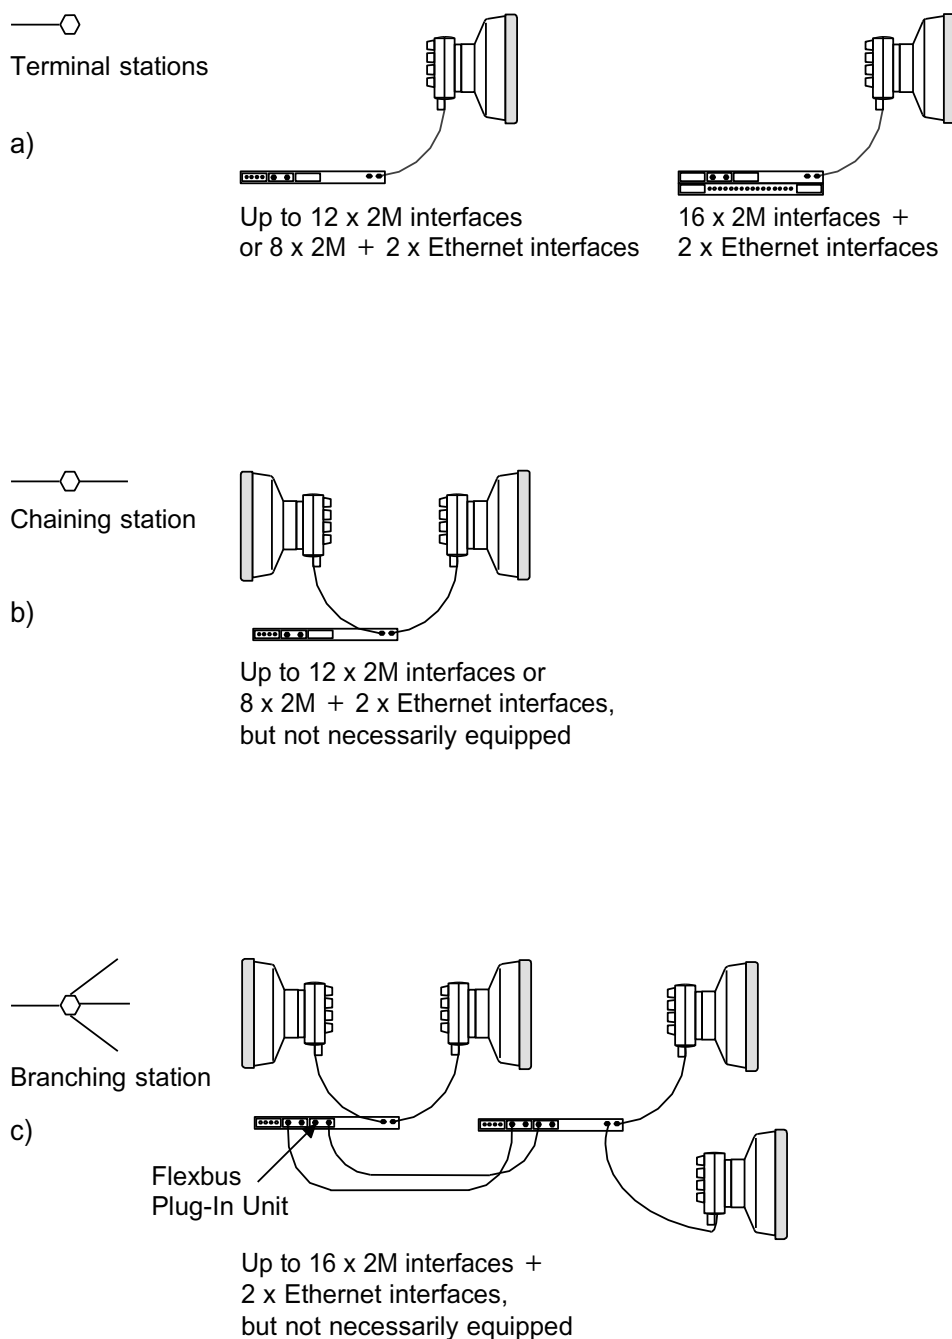 Terminal stations
a)
Up to 12 x 2M interfaces
or 8 x 2M + 2 x Ethernet interfaces
16 x 2M interfaces +
2 x Ethernet interfaces
Chaining station
b)
Up to 12 x 2M interfaces or
8 x 2M + 2 x Ethernet interfaces,
but not necessarily equipped
Branching station
c)
Flexbus
Plug-In Unit
Up to 16 x 2M interfaces +
2 x Ethernet interfaces,
but not necessarily equipped